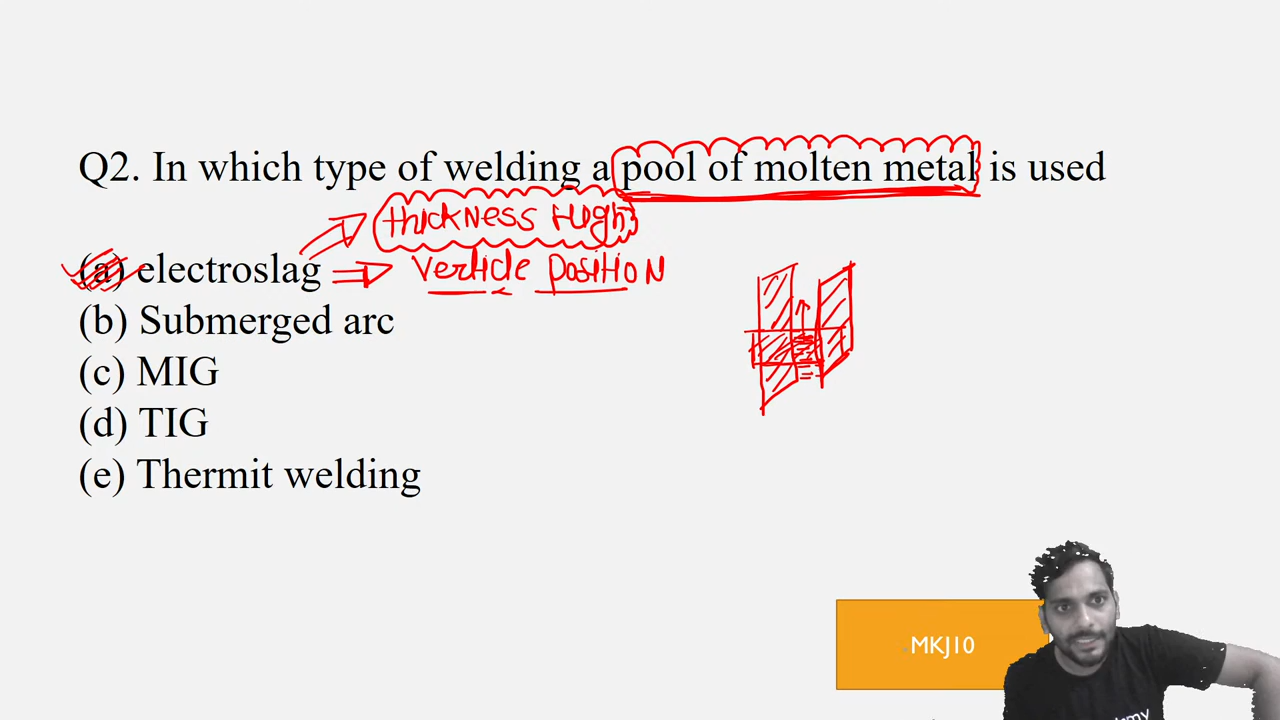 Q2. In which type of welding a pool of molten metal is used
thickness High
(a) electroslag
verticle position
(b) Submerged arc
(c) MIG
(d) TIG
(e) Thermit welding
MKJ10